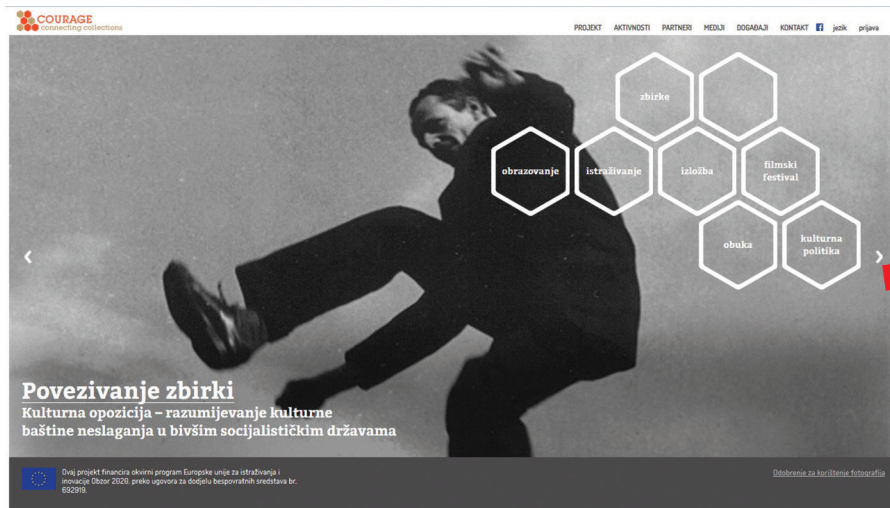 COURAGE
connecting collections
PROJEKT AKTIVNOSTI PARTNERI MEDIJI DOGAĐAJI KONTAKT f jezik prijava
zbirke
obrazovanje istraživanje izložba filmski
festival
obuka kulturna
politika
Povezivanje zbirki
Kulturna opozicija – razumijevanje kulturne
baštine neslaganja u bivšim socijalističkim državama
Ovaj projekt financira okvirni program Europske unije za istraživanja i
inovacije Obzor 2020. preko ugovora za dodjelu bespovratnih sredstava br.
692919.
Odobrenje za korištenje fotografija